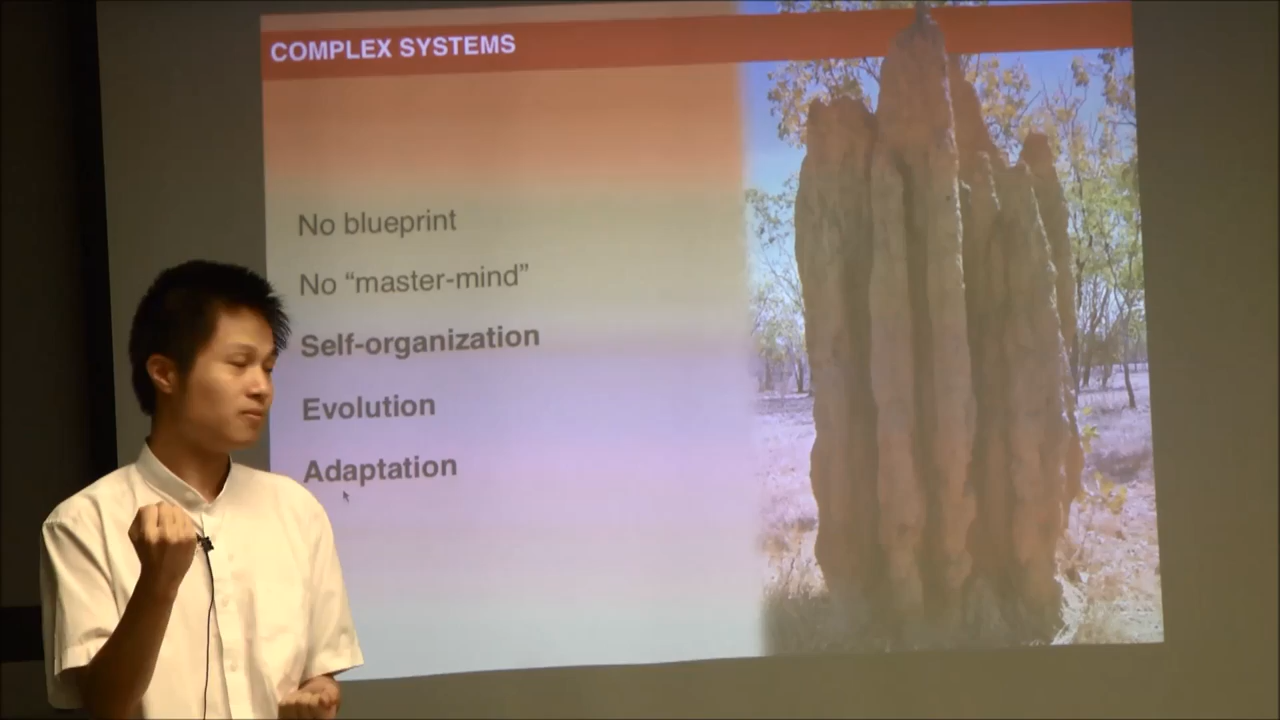 COMPLEX SYSTEMS
No blueprint
No “master-mind”
Self-organization
Evolution
Adaptation